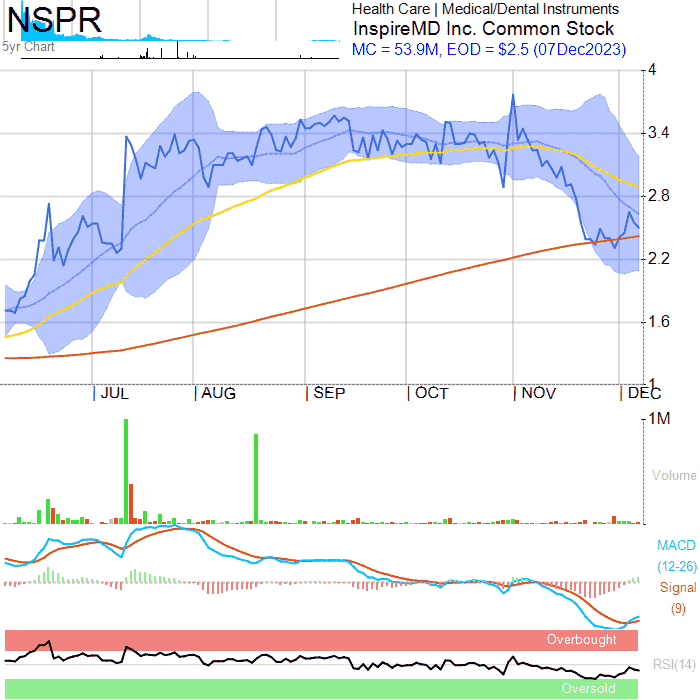 NSPR
Health Care | Medical/Dental Instruments
InspireMD Inc. Common Stock
5yr Chart
MC = 53.9M, EOD = $2.5 (07Dec2023)
4
3.4
2.8
2.2
1.6
1
JUL AUG SEP OCT NOV DEC
1M
Volume
MACD
(12-26)
Signal
(9)
Overbought
RSI(14)
Oversold